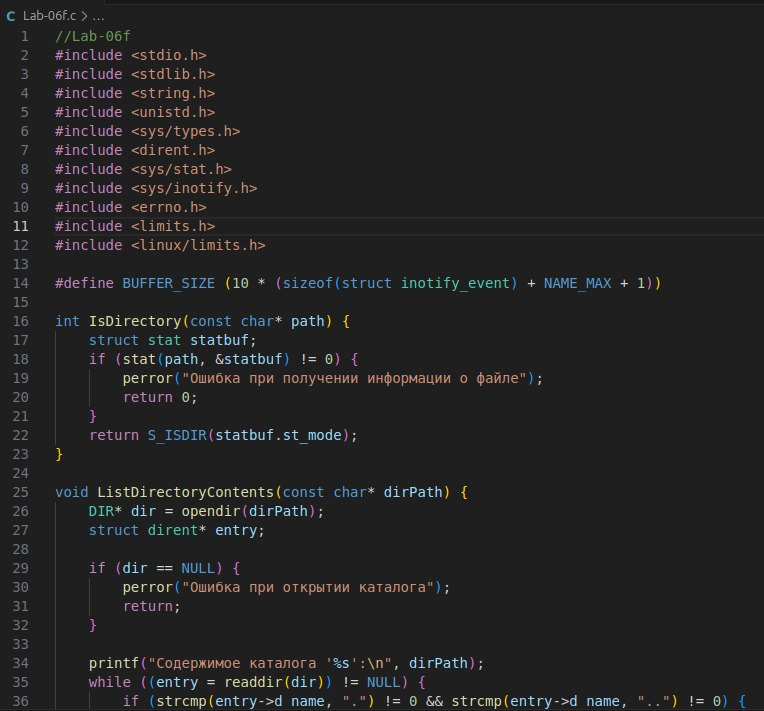 C Lab-06f.c > ...
1 //Lab-06f
2 #include <stdio.h>
3 #include <stdlib.h>
4 #include <string.h>
5 #include <unistd.h>
6 #include <sys/types.h>
7 #include <dirent.h>
8 #include <sys/stat.h>
9 #include <sys/inotify.h>
10 #include <errno.h>
11 #include <limits.h>
12 #include <linux/limits.h>
13
14 #define BUFFER_SIZE (10 * (sizeof(struct inotify_event) + NAME_MAX + 1))
15
16 int IsDirectory(const char* path) {
17     struct stat statbuf;
18     if (stat(path, &statbuf) != 0) {
19         perror("Ошибка при получении информации о файле");
20         return 0;
21     }
22     return S_ISDIR(statbuf.st_mode);
23 }
24
25 void ListDirectoryContents(const char* dirPath) {
26     DIR* dir = opendir(dirPath);
27     struct dirent* entry;
28
29     if (dir == NULL) {
30         perror("Ошибка при открытии каталога");
31         return;
32     }
33
34     printf("Содержимое каталога '%s':\n", dirPath);
35     while ((entry = readdir(dir)) != NULL) {
36         if (strcmp(entry->d_name, ".") != 0 && strcmp(entry->d_name, "..") != 0) {